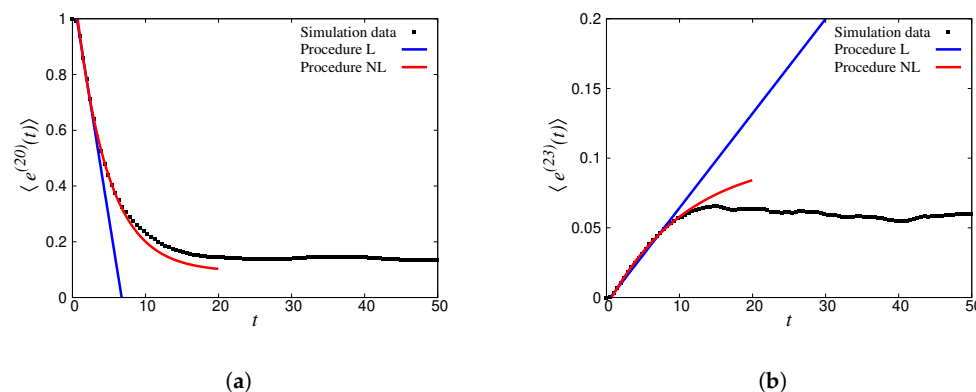 ⟨ e(20)(t)⟩
1
0.8
0.6
0.4
0.2
0
0 10 20 30 40 50
t
Simulation data
Procedure L
Procedure NL
(a)
⟨ e(23)(t)⟩
0.2
0.15
0.1
0.05
0
0 10 20 30 40 50
t
Simulation data
Procedure L
Procedure NL
(b)